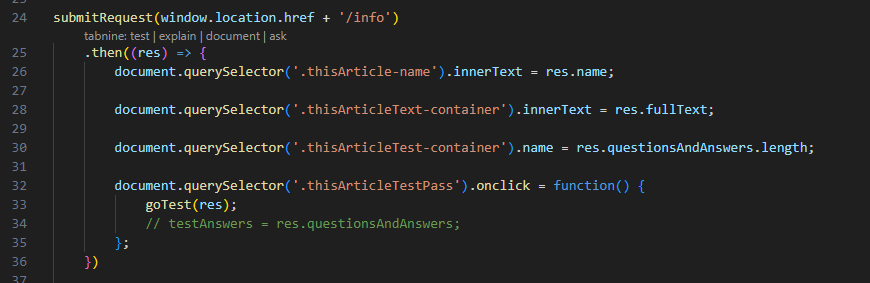 24 submitRequest(window.location.href + '/info')
tabnine: test | explain | document | ask
25 .then((res) => {
26 document.querySelector('.thisArticle-name').innerText = res.name;
27
28 document.querySelector('.thisArticleText-container').innerText = res.fullText;
29
30 document.querySelector('.thisArticleTest-container').name = res.questionsAndAnswers.length;
31
32 document.querySelector('.thisArticleTestPass').onclick = function() {
33 goTest(res);
34 // testAnswers = res.questionsAndAnswers;
35 };
36 })
37